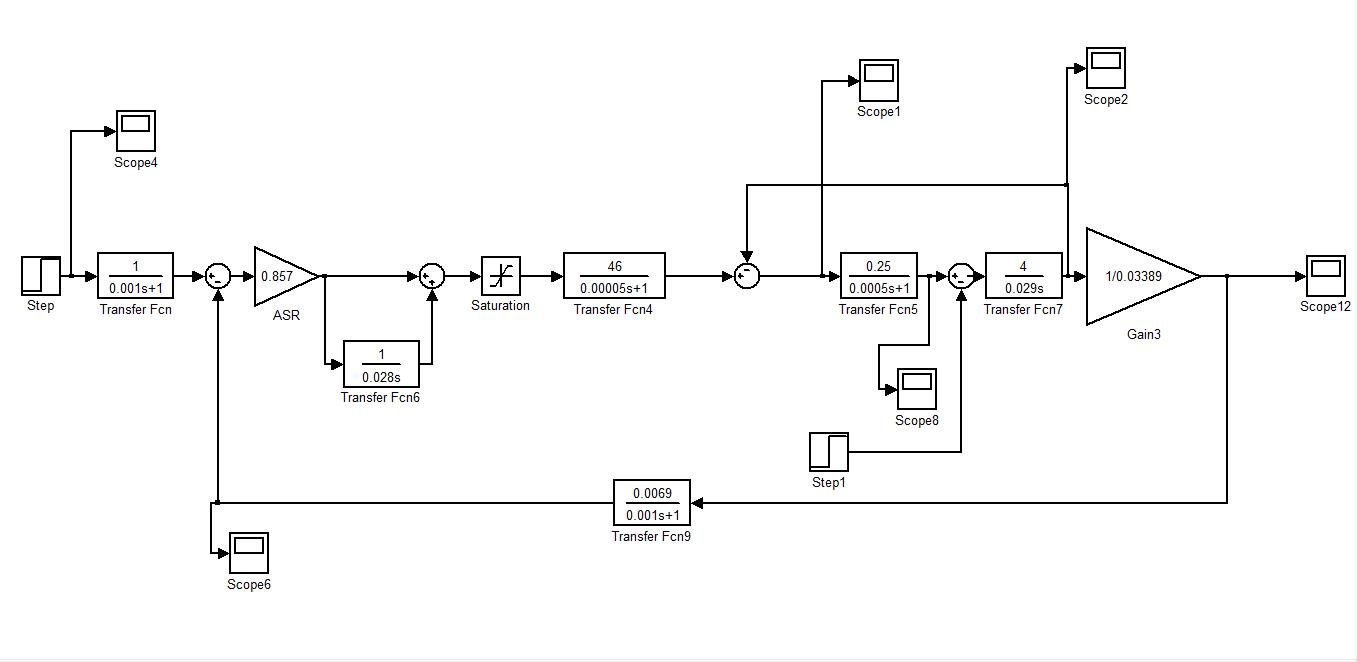 Scope2
Scope1
Scope4
Step
1
0.001s+1
Transfer Fcn
0.857
ASR
1
0.028s
Transfer Fcn6
Saturation
46
0.00005s+1
Transfer Fcn4
0.25
0.0005s+1
Transfer Fcn5
4
0.029s
Transfer Fcn7
1/0.03389
Gain3
Scope12
Scope8
Step1
0.0069
0.001s+1
Transfer Fcn9
Scope6